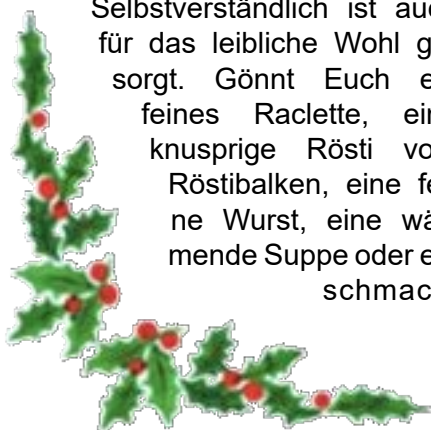 Selbstverständlich ist au
für das leibliche Wohl g
sorgt. Gönnt Euch e
feines Raclette, ei
knusprige Rösti vo
Röstibalken, eine fe
ne Wurst, eine wä
mende Suppe oder e
schmac